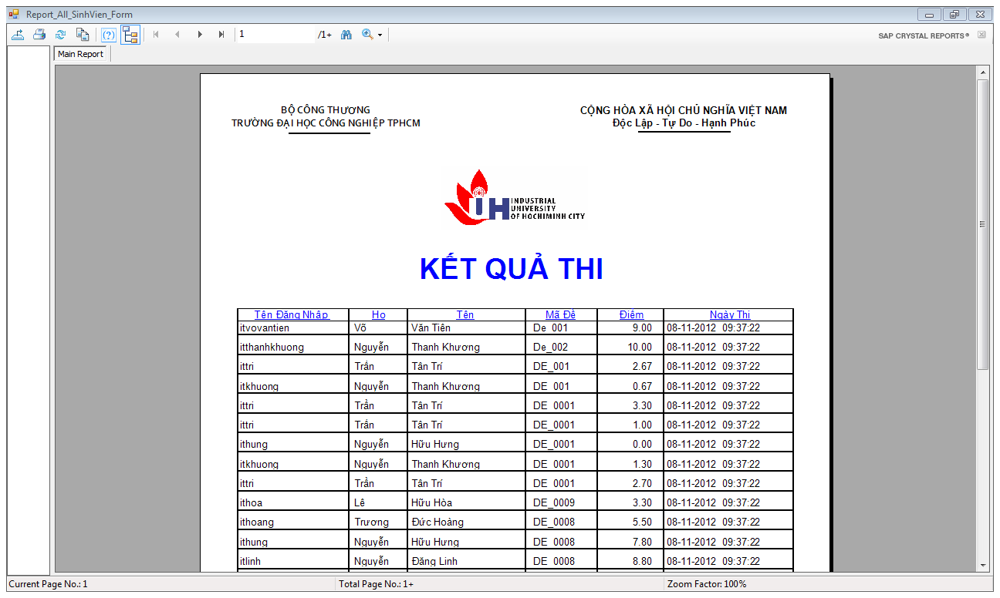 Report_All_SinhVien_Form
1 /1+ SAP CRYSTAL REPORTS®
Main Report
BỘ CÔNG THƯƠNG CỘNG HÒA XÃ HỘI CHỦ NGHĨA VIỆT NAM
TRƯỜNG ĐẠI HỌC CÔNG NGHIỆP TPHCM Độc Lập - Tự Do - Hạnh Phúc
INDUSTRIAL
UNIVERSITY
OF HOCHIMINH CITY
KẾT QUẢ THI
Tên Đăng Nhập Họ Tên Mã Đề Điểm Ngày Thi
itvovantien Võ Văn Tiên De_001 9.00 08-11-2012 09:37:22
itthanhkhuong Nguyễn Thanh Khương De_002 10.00 08-11-2012 09:37:22
ittri Trần Tân Trí DE_001 2.67 08-11-2012 09:37:22
itkhuong Nguyễn Thanh Khương DE_001 0.67 08-11-2012 09:37:22
ittri Trần Tân Trí DE_0001 3.30 08-11-2012 09:37:22
ittri Trần Tân Trí DE_0001 1.00 08-11-2012 09:37:22
ithung Nguyễn Hữu Hưng DE_0001 0.00 08-11-2012 09:37:22
itkhuong Nguyễn Thanh Khương DE_0001 1.30 08-11-2012 09:37:22
ittri Trần Tân Trí DE_0001 2.70 08-11-2012 09:37:22
ithoa Lê Hữu Hòa DE_0009 3.30 08-11-2012 09:37:22
ithoang Trương Đức Hoàng DE_0008 5.50 08-11-2012 09:37:22
ithung Nguyễn Hữu Hưng DE_0008 7.80 08-11-2012 09:37:22
itlinh Nguyễn Đăng Linh DE_0008 8.80 08-11-2012 09:37:22
Current Page No.: 1 Total Page No.: 1+ Zoom Factor: 100%